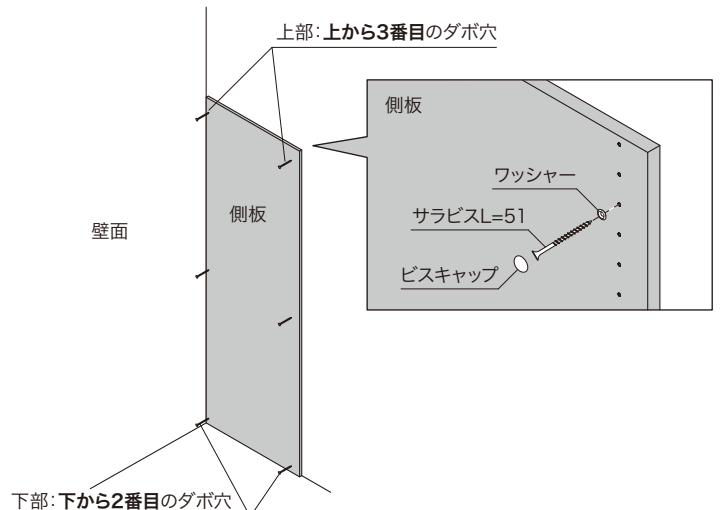 上部：上から3番目のダボ穴
側板
ワッシャー
サラビスL=51
ビスキャップ
側板
壁面
下部：下から2番目のダボ穴